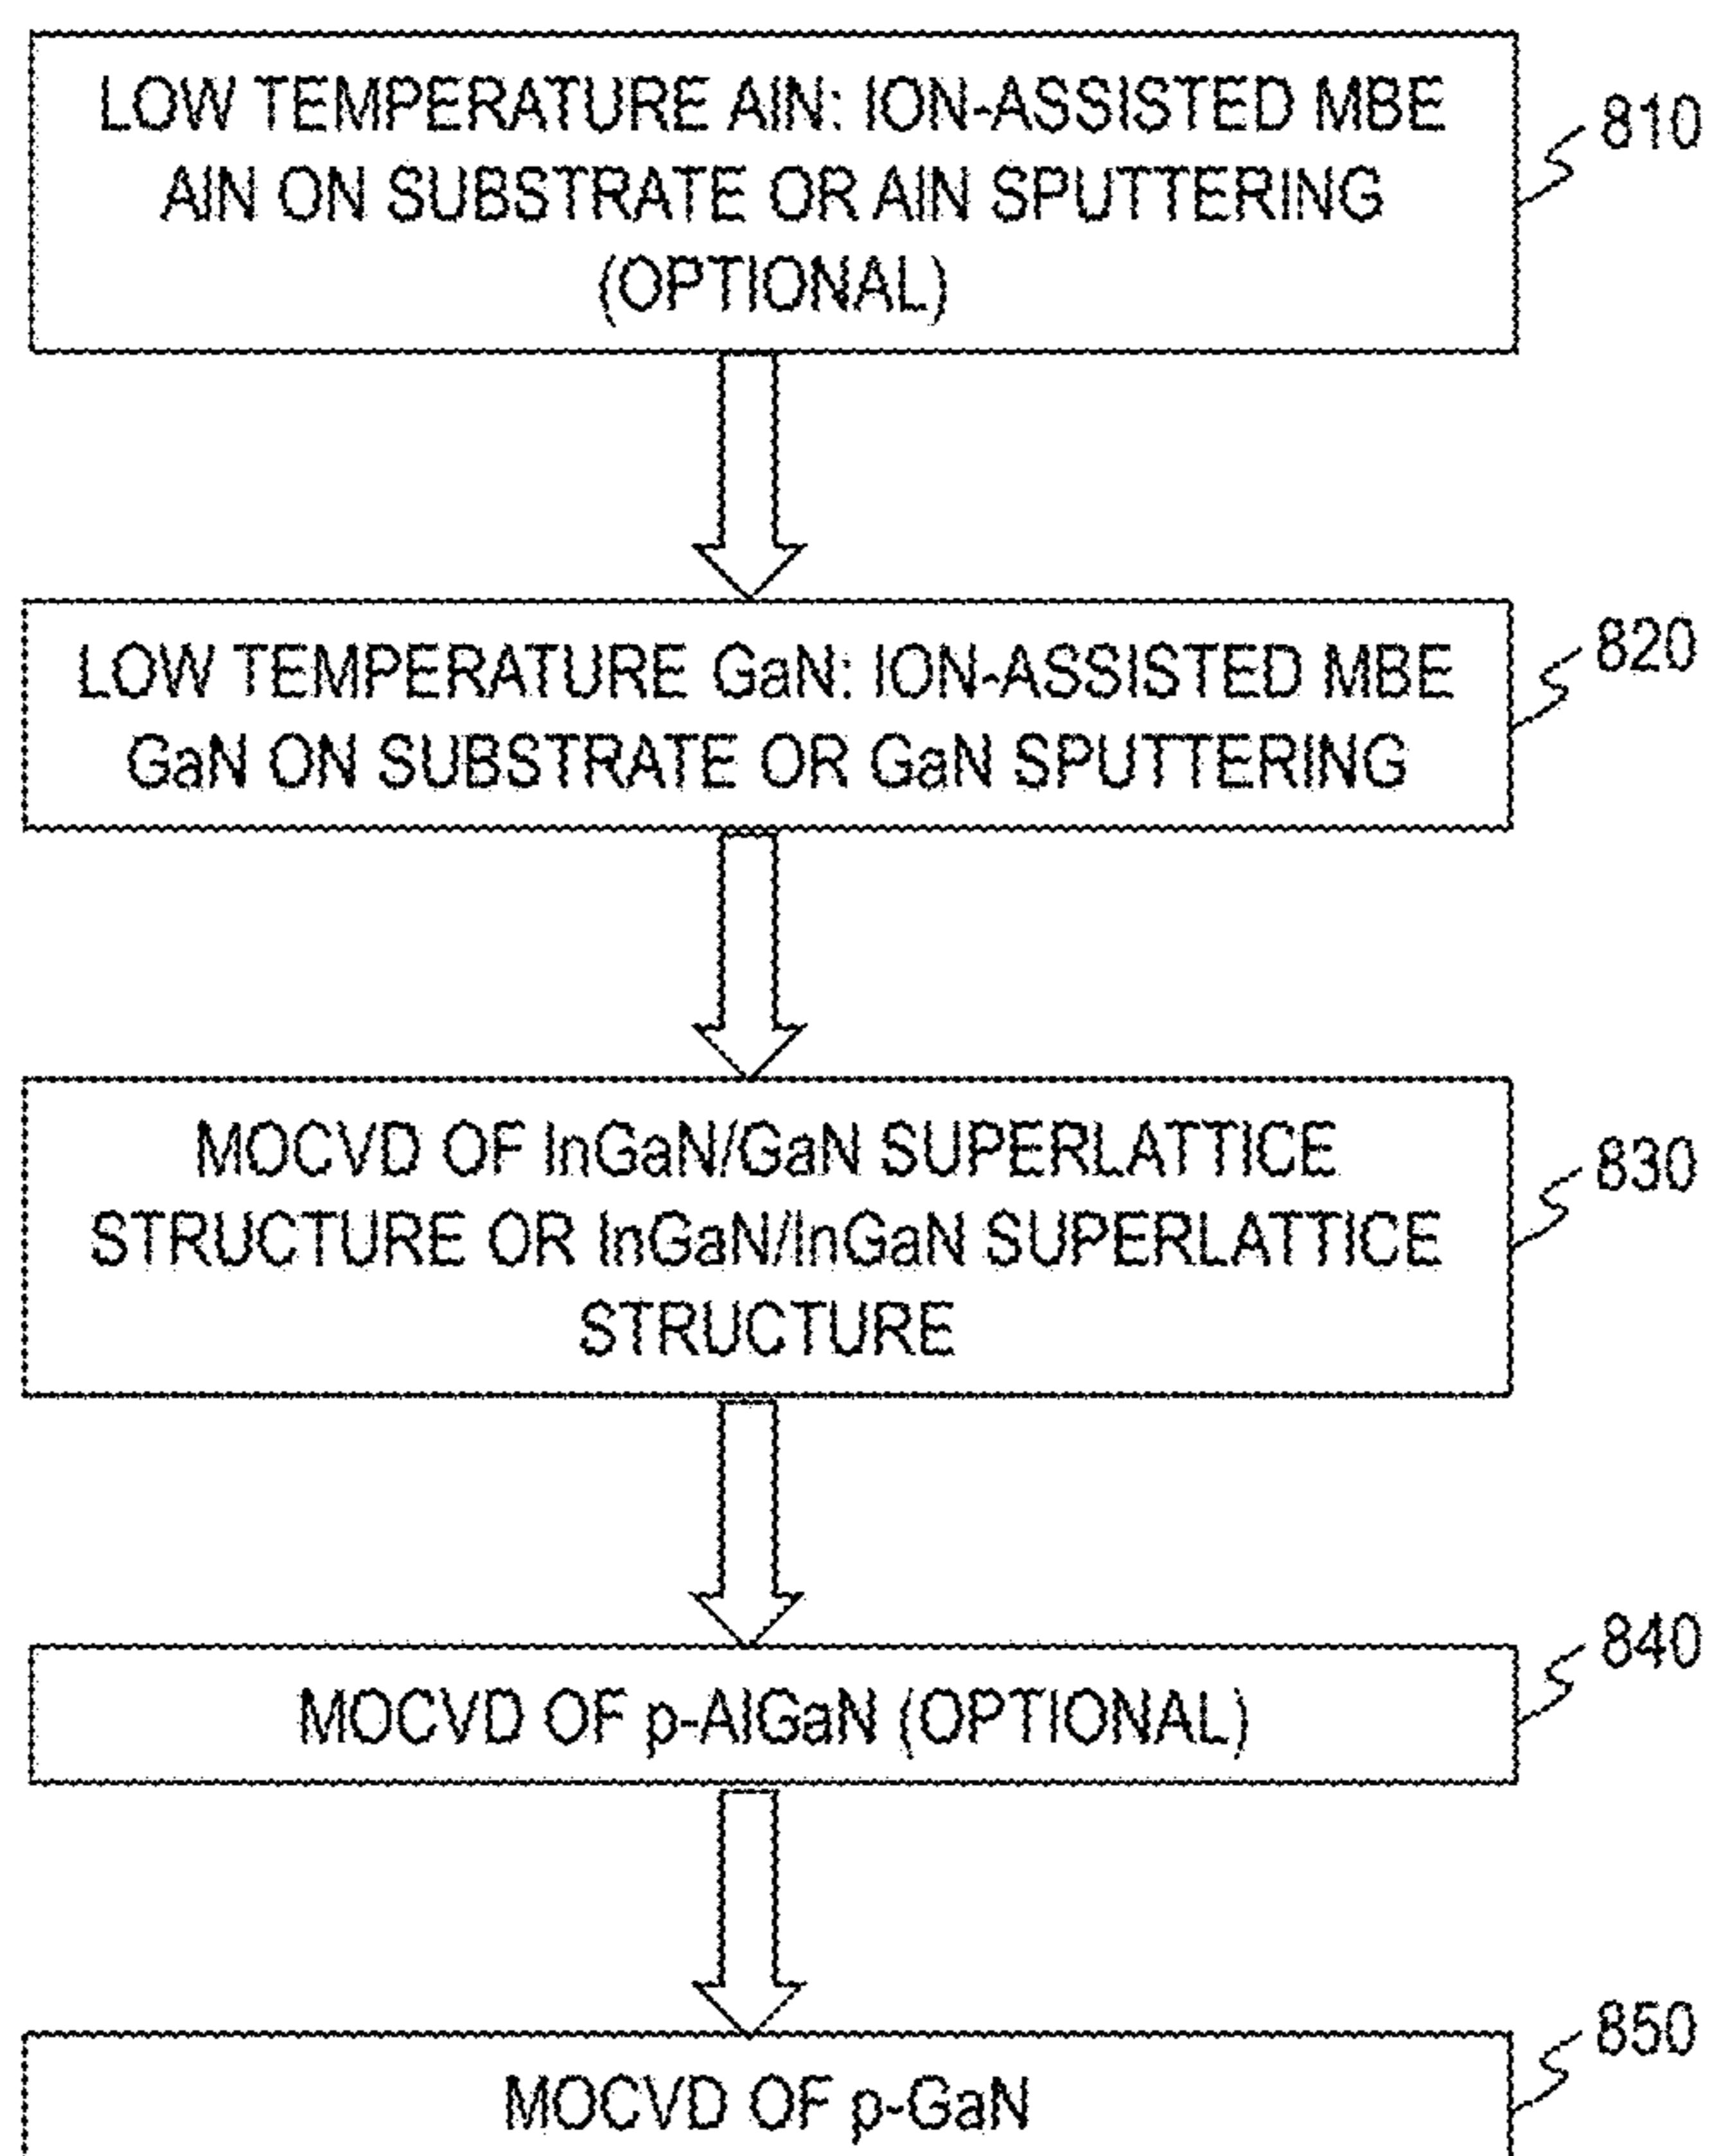 LOW TEMPERATURE AlN: ION-ASSISTED MBE
AlN ON SUBSTRATE OR AlN SPUTTERING
(OPTIONAL)
810
LOW TEMPERATURE GaN: ION-ASSISTED MBE
GaN ON SUBSTRATE OR GaN SPUTTERING
820
MOCVD OF InGaN/GaN SUPERLATTICE
STRUCTURE OR InGaN/InGaN SUPERLATTICE
STRUCTURE
830
MOCVD OF p-AlGaN (OPTIONAL)
840
MOCVD OF p-GaN
850